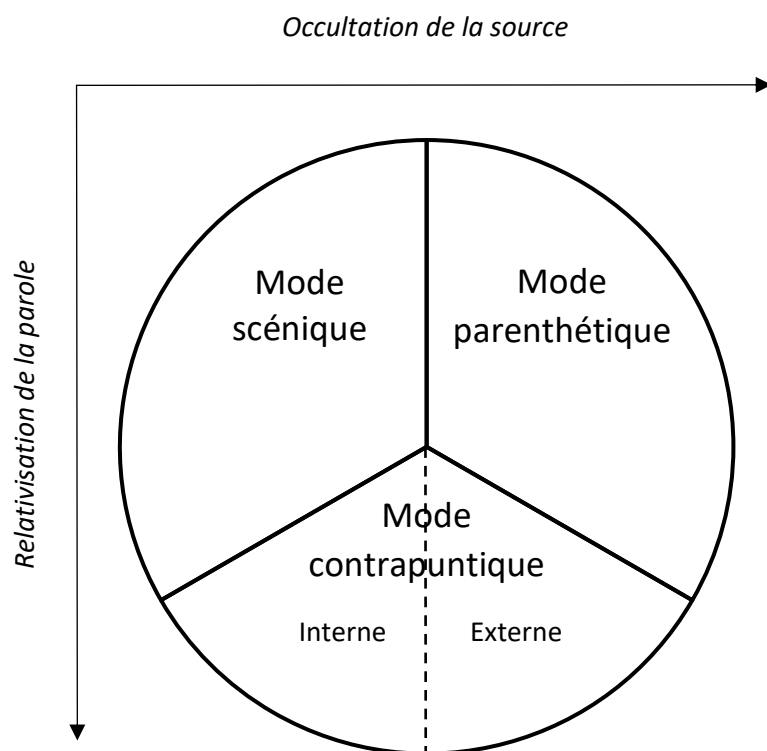 Occultation de la source
Relativisation de la parole
Mode
scénique
Mode
parenthétique
Mode
contrapuntique
Interne
Externe